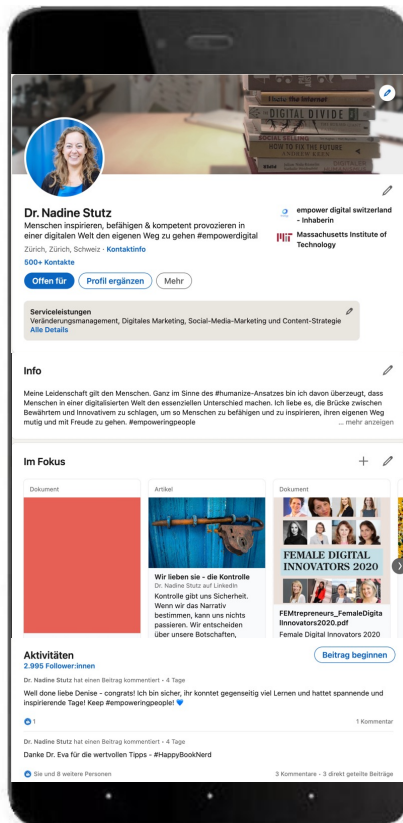 I hate the internet
DIGITAL DIVIDE
SOCIAL SELLING
HOW TO FIX THE FUTURE
ANDREW KEEN
Dr. Nadine Stutz
Menschen inspirieren, befähigen & kompetent provozieren in
einer digitalen Welt den eigenen Weg zu gehen #empowerdigital
Zürich, Zürich, Schweiz · Kontaktinfo
500+ Kontakte
empower digital switzerland
- Inhaberin
Massachusetts Institute of
Technology
Offen für
Profil ergänzen
Mehr
Serviceleistungen
Veränderungsmanagement, Digitales Marketing, Social-Media-Marketing und Content-Strategie
Alle Details
Info
Meine Leidenschaft gilt den Menschen. Ganz im Sinne des #humanize-Ansatzes bin ich davon überzeugt, dass
Menschen in einer digitalisierten Welt den essenziellen Unterschied machen. Ich liebe es, die Brücke zwischen
Bewährtem und Innovativem zu schlagen, um so Menschen zu befähigen und zu inspirieren, ihren eigenen Weg
mutig und mit Freude zu gehen. #empoweringpeople
... mehr anzeigen
Im Fokus
Dokument
Artikel
Wir lieben sie - die Kontrolle
Dr. Nadine Stutz auf LinkedIn
Kontrolle gibt uns Sicherheit.
Wenn wir das Narrativ
bestimmen, kann uns nichts
passieren. Wir entscheiden
über unsere Botschaften,
Dokument
FEMALE DIGITAL
INNOVATORS 2020
FEMtrepreneurs_FemaleDigita
lInnovators2020.pdf
Female Digital Innovators 2020
Aktivitäten
2.995 Follower:innen
Beitrag beginnen
Dr. Nadine Stutz hat einen Beitrag kommentiert • 4 Tage
Well done liebe Denise - congrats! Ich bin sicher, ihr konntet gegenseitig viel Lernen und hattet spannende und
inspirierende Tage! Keep #empoweringpeople! 💙
1
1 Kommentar
Dr. Nadine Stutz hat einen Beitrag kommentiert • 4 Tage
Danke Dr. Eva für die wertvollen Tipps - #HappyBookNerd
Sie und 8 weitere Personen
3 Kommentare • 3 direkt geteilte Beiträge